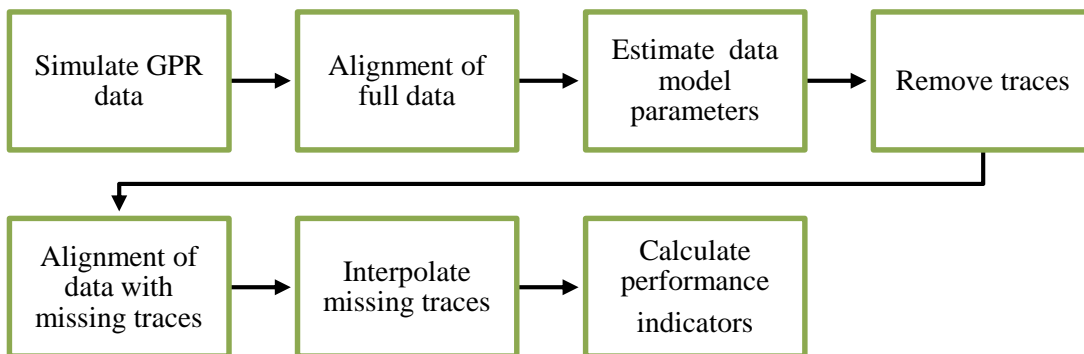 Simulate GPR
data
Alignment of
full data
Estimate data
model
parameters
Remove traces
Alignment of
data with
missing traces
Interpolate
missing traces
Calculate
performance
indicators